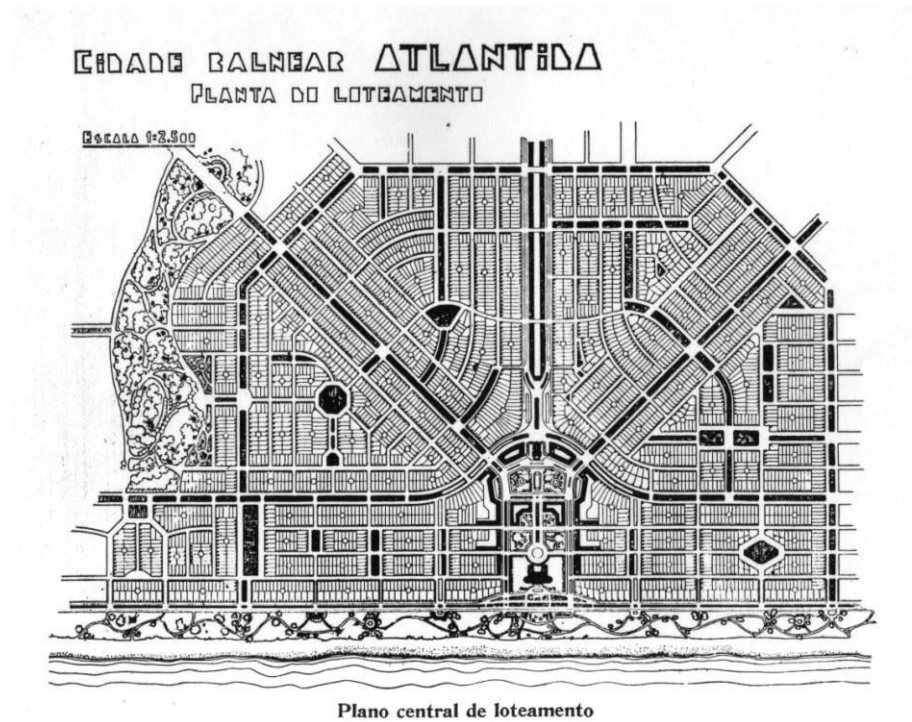 CIDADE BALNEAR ATLANTIDA
PLANTA DO LOTEAMENTO
ESCALA 1=2.500
Plano central de loteamento